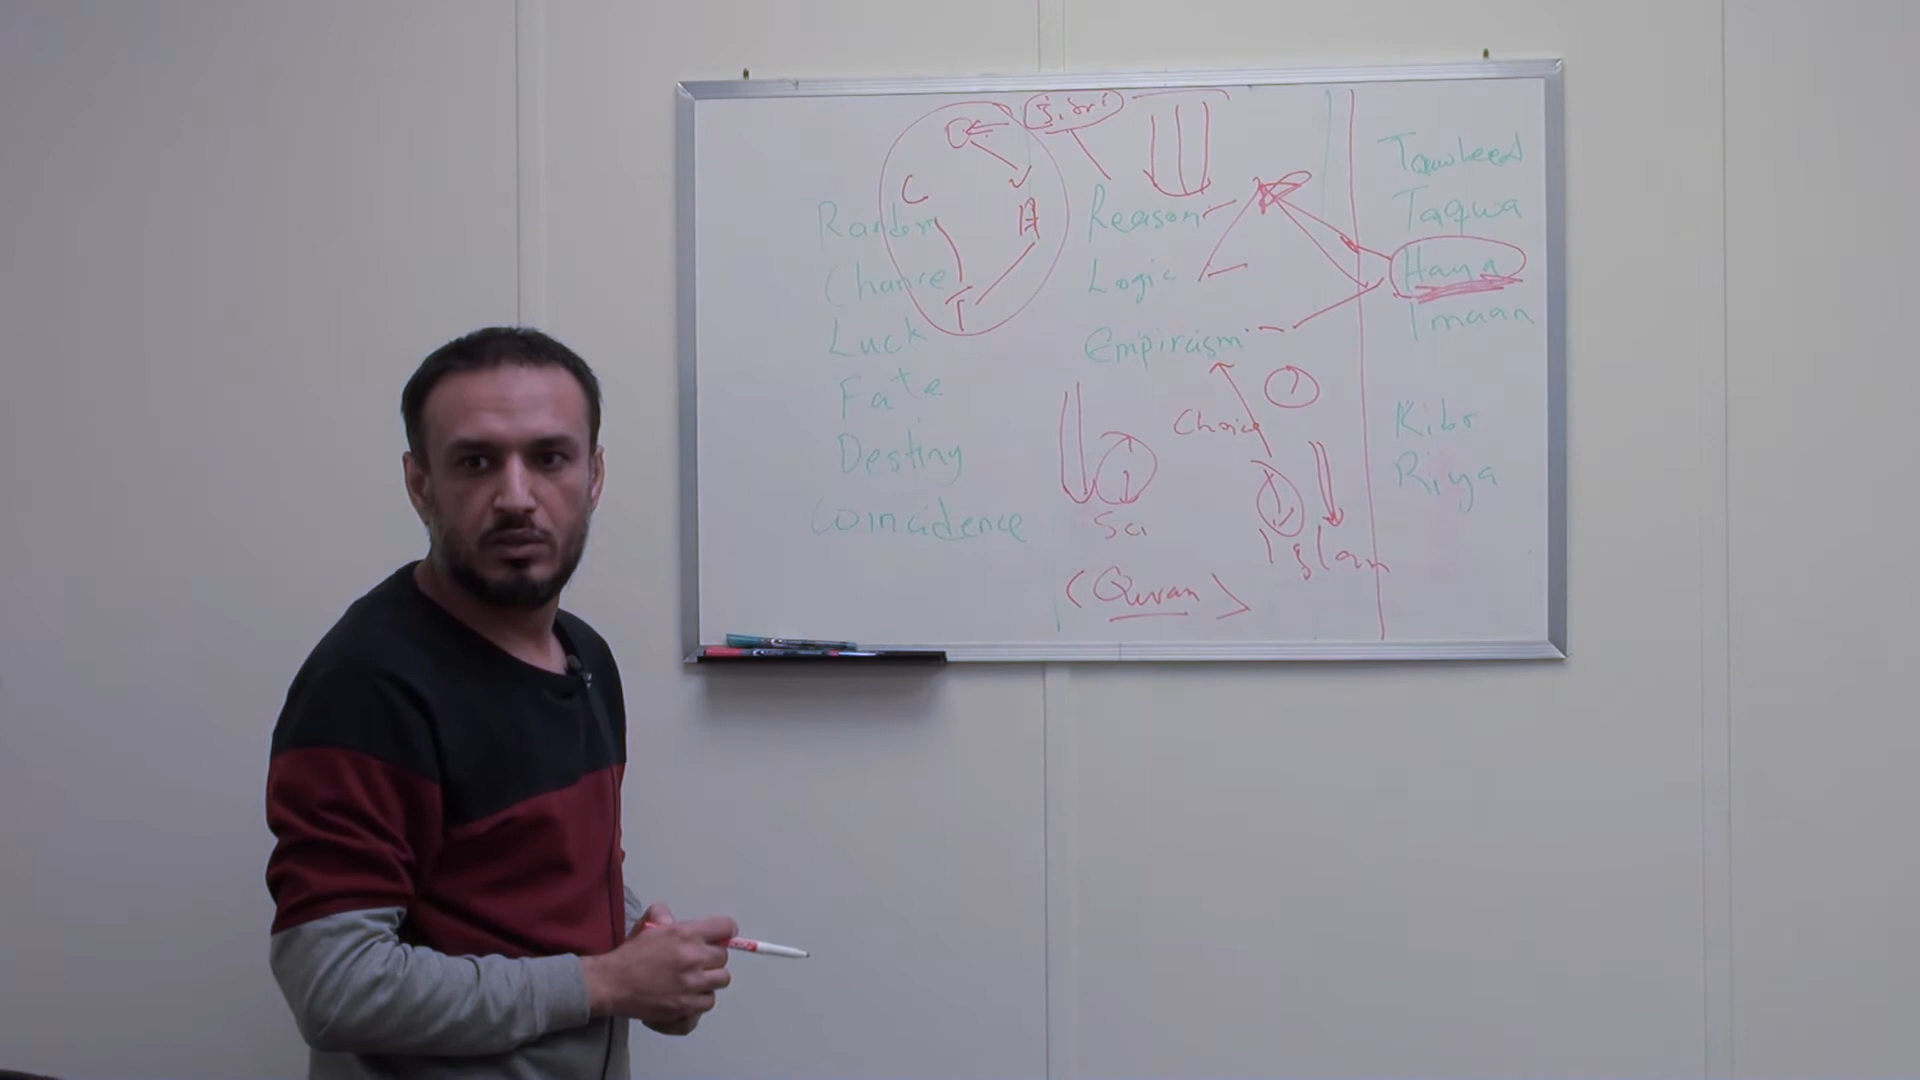 C
A
T
Random
Chance
Luck
Fate
Destiny
Coincidence
Reason
Logic
Empiricism
Choice
Sci
Islam
(Quran)
Tawheed
Taqwa
Haya
Imaan
Kibr
Riya